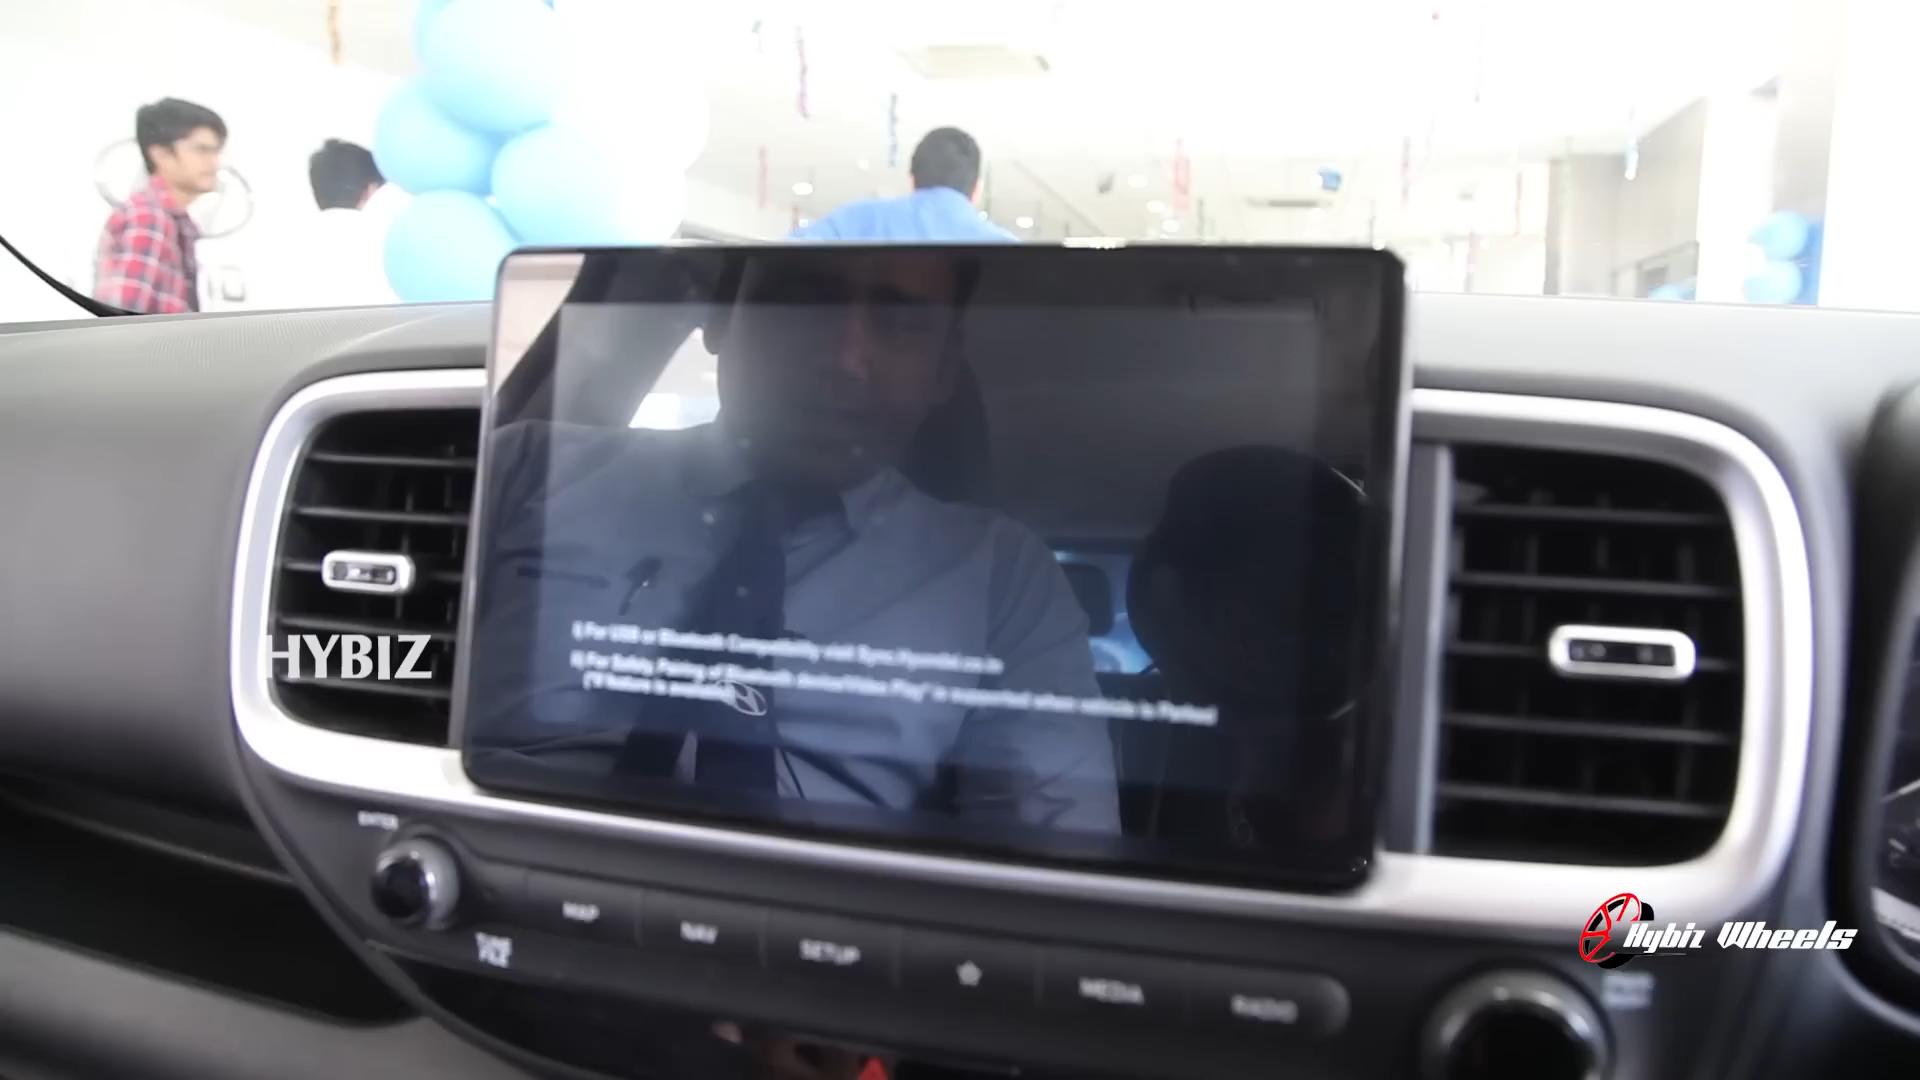 i) For USB or Bluetooth Compatibility visit Sync.Hyundai.co.in
ii) For Safety, Pairing of Bluetooth device/Video Play* is supported when vehicle is Parked
(*If feature is available)
HYBIZ
ENTER
TUNE
FILE
MAP
NAV
SETUP
MEDIA
RADIO
Hybiz Wheels